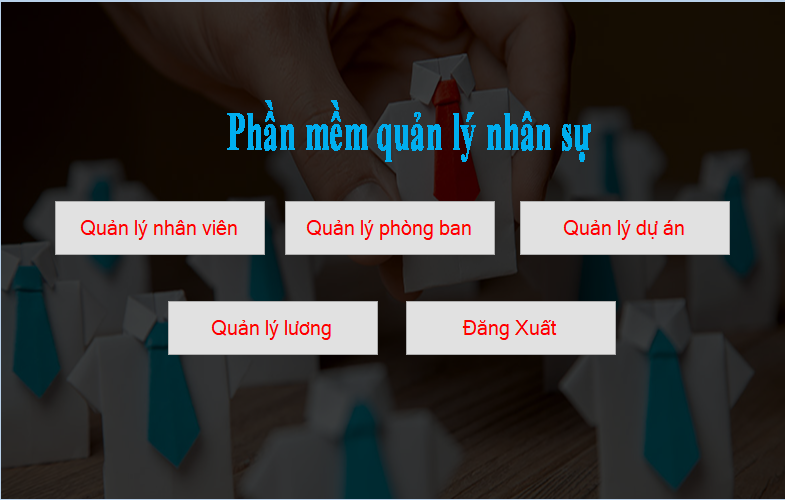 Phần mềm quản lý nhân sự
Quản lý nhân viên
Quản lý phòng ban
Quản lý dự án
Quản lý lương
Đăng Xuất